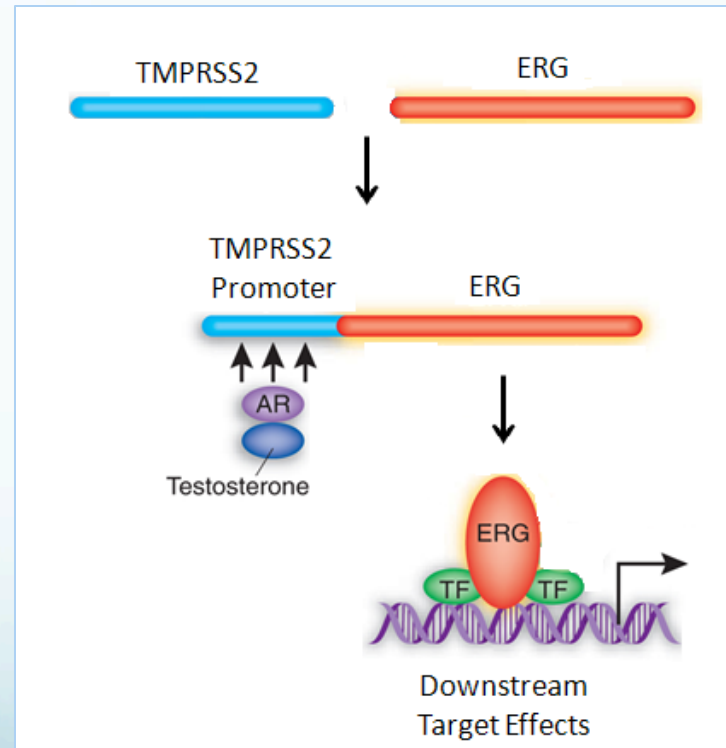 TMPRSS2
ERG
TMPRSS2
Promoter
ERG
AR
Testosterone
ERG
TF
TF
Downstream
Target Effects